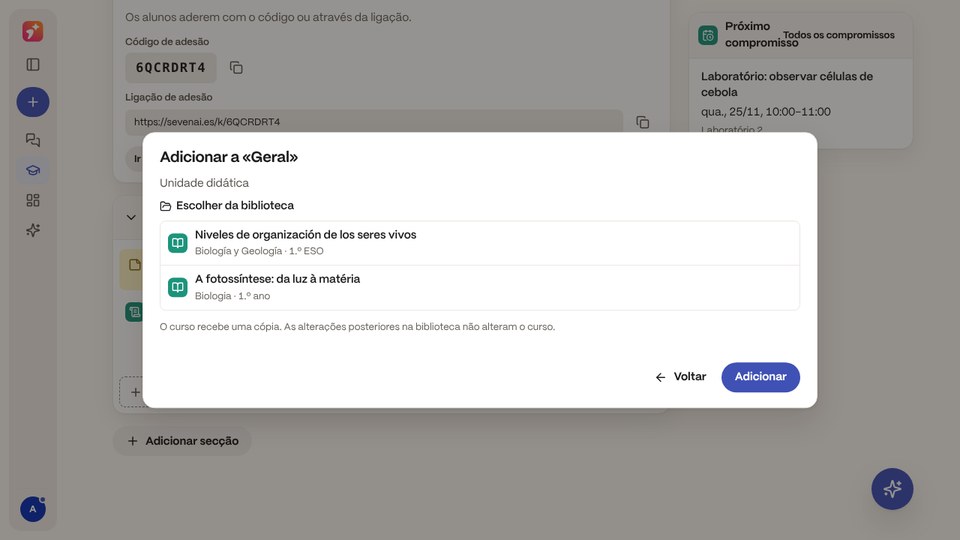 Os alunos aderem com o código ou através da ligação.
Código de adesão
6QCRDRT4
Ligação de adesão
https://sevenai.es/k/6QCRDRT4
Ir
Próximo compromisso
Todos os compromissos
Laboratório: observar células de cebola
qua., 25/11, 10:00–11:00
Laboratório 2
Adicionar a «Geral»
Unidade didática
Escolher da biblioteca
Niveles de organización de los seres vivos
Biología y Geología · 1.º ESO
A fotossíntese: da luz à matéria
Biologia · 1.º ano
O curso recebe uma cópia. As alterações posteriores na biblioteca não alteram o curso.
Voltar
Adicionar
Adicionar secção
A